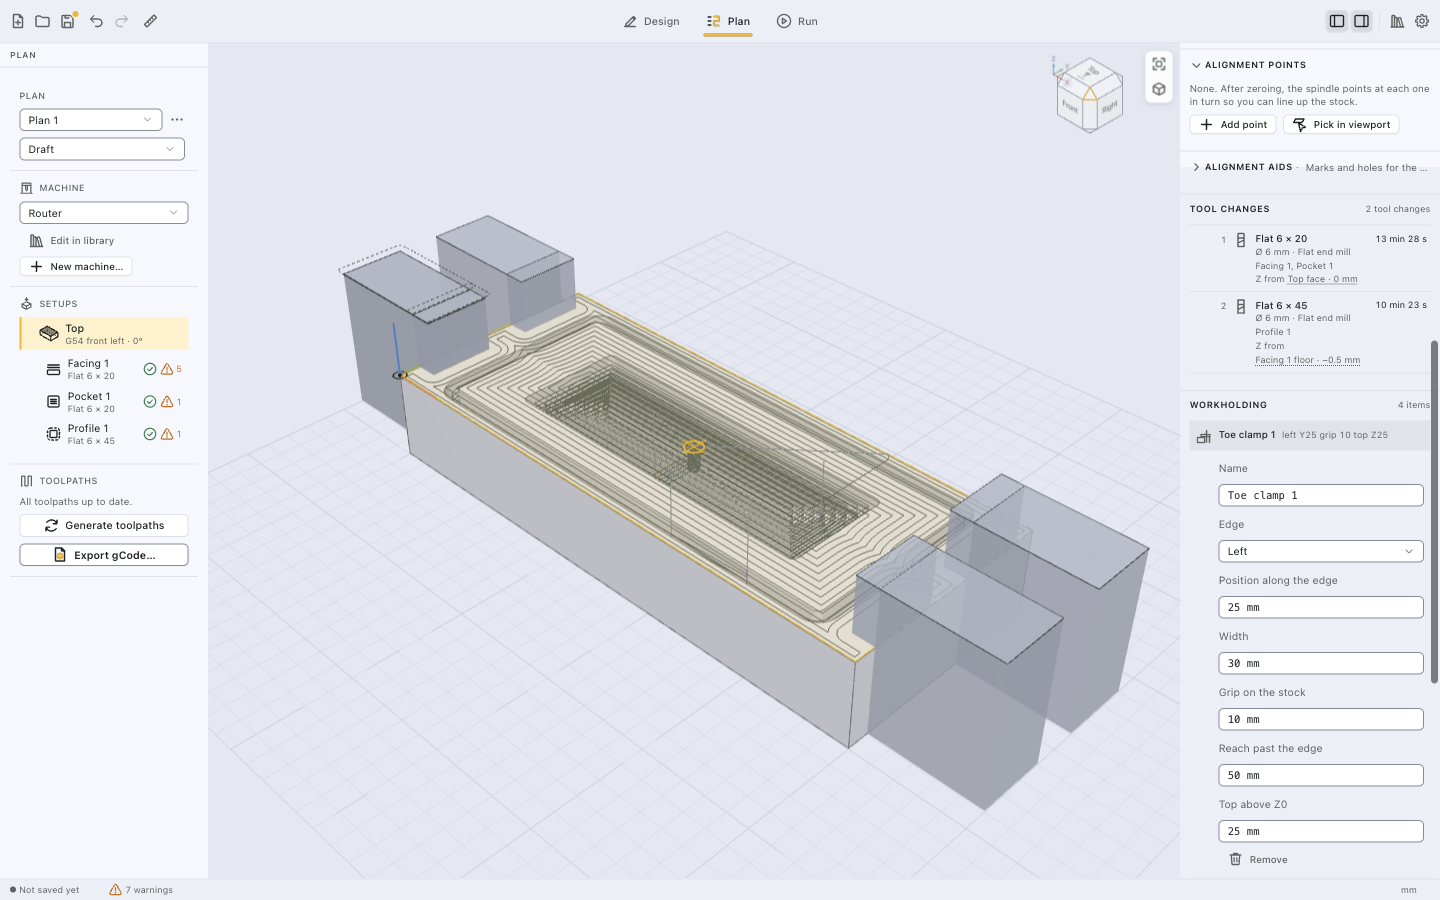 Design
Plan
Run
PLAN
PLAN
Plan 1
Draft
MACHINE
Router
Edit in library
New machine...
SETUPS
Top
G54 front left · 0°
Facing 1
Flat 6 × 20
5
Pocket 1
Flat 6 × 20
1
Profile 1
Flat 6 × 45
1
TOOLPATHS
All toolpaths up to date.
Generate toolpaths
Export gCode...
Not saved yet
7 warnings
Z
Top
Front
Right
ALIGNMENT POINTS
None. After zeroing, the spindle points at each one
in turn so you can line up the stock.
Add point
Pick in viewport
ALIGNMENT AIDS · Marks and holes for the ...
TOOL CHANGES
2 tool changes
1
Flat 6 × 20
13 min 28 s
Ø 6 mm · Flat end mill
Facing 1, Pocket 1
Z from Top face · 0 mm
2
Flat 6 × 45
10 min 23 s
Ø 6 mm · Flat end mill
Profile 1
Z from
Facing 1 floor · −0.5 mm
WORKHOLDING
4 items
Toe clamp 1 left Y25 grip 10 top Z25
Name
Toe clamp 1
Edge
Left
Position along the edge
25 mm
Width
30 mm
Grip on the stock
10 mm
Reach past the edge
50 mm
Top above Z0
25 mm
Remove
mm